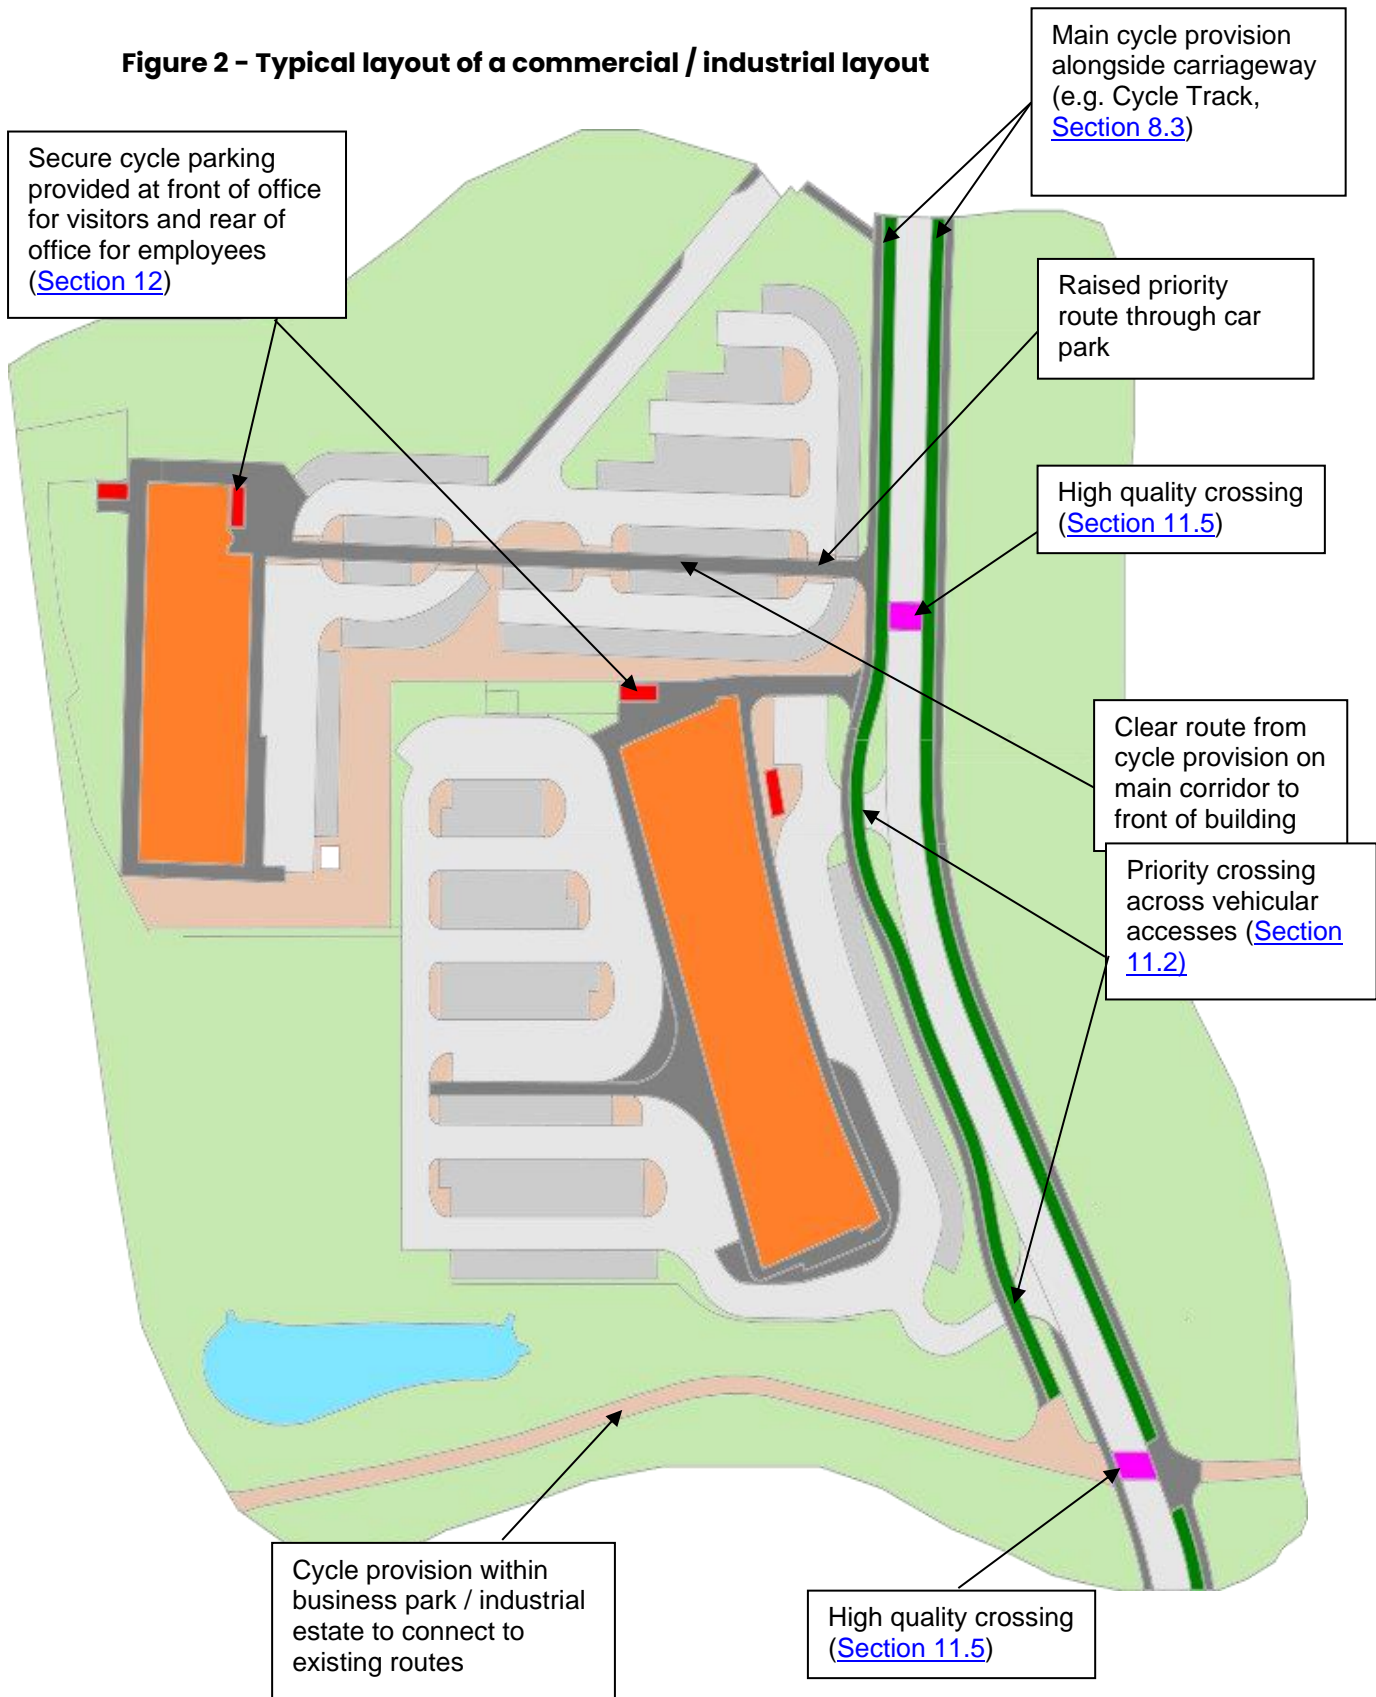 Figure 2 - Typical layout of a commercial / industrial layout
Main cycle provision
alongside carriageway
(e.g. Cycle Track,
Section 8.3)
Secure cycle parking
provided at front of office
for visitors and rear of
office for employees
(Section 12)
Raised priority
route through car
park
High quality crossing
(Section 11.5)
Clear route from
cycle provision on
main corridor to
front of building
Priority crossing
across vehicular
accesses (Section
11.2)
Cycle provision within
business park / industrial
estate to connect to
existing routes
High quality crossing
(Section 11.5)